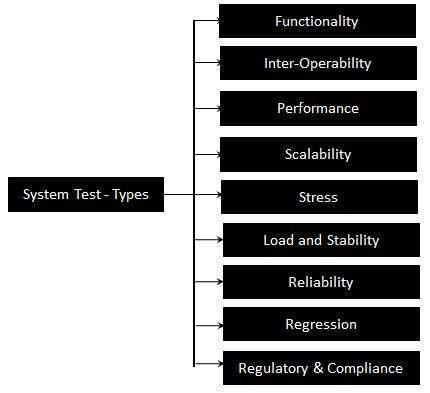 Functionality
Inter-Operability
Performance
Scalability
System Test - Types
Stress
Load and Stability
Reliability
Regression
Regulatory & Compliance